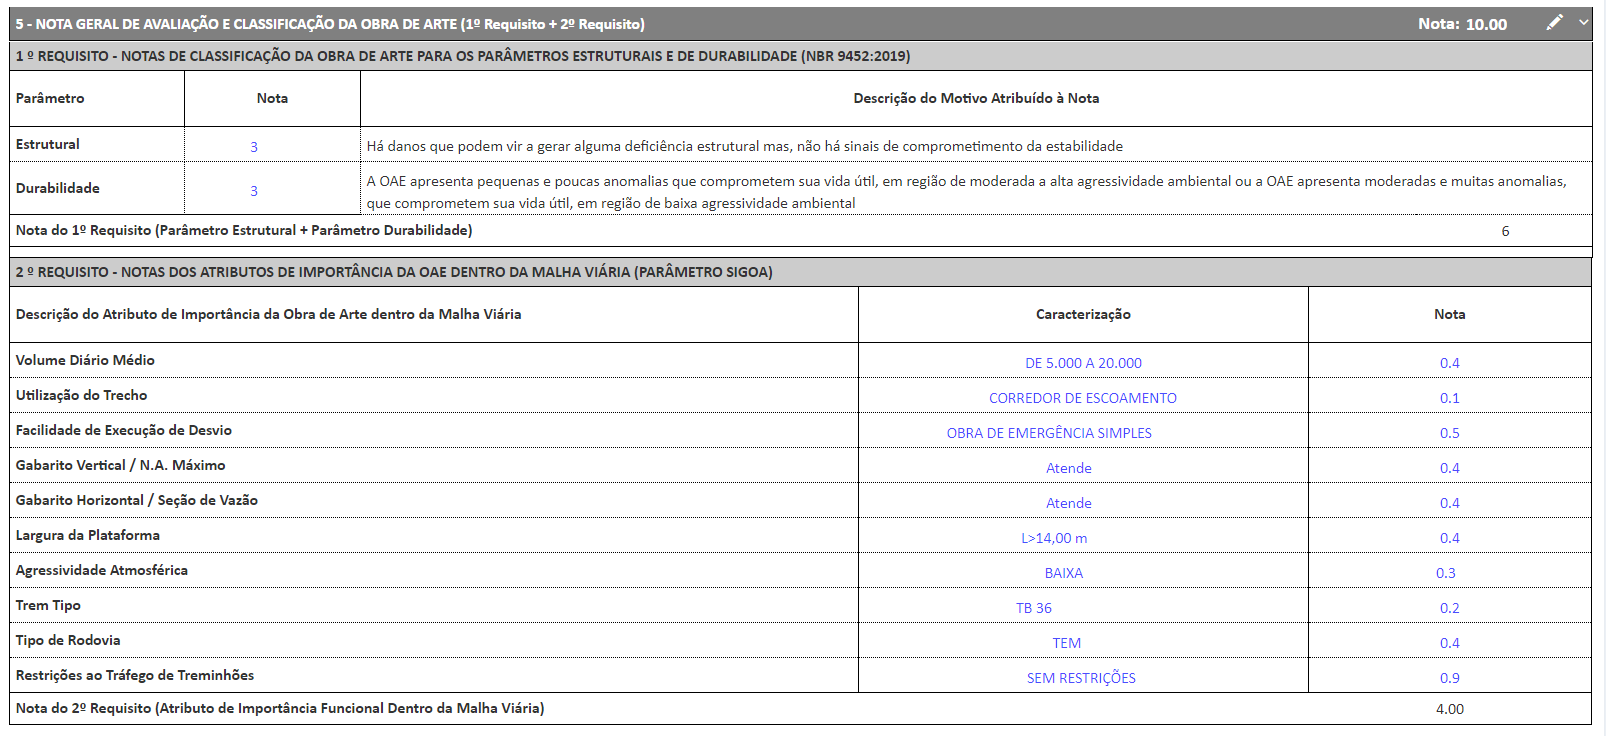 5 - NOTA GERAL DE AVALIAÇÃO E CLASSIFICAÇÃO DA OBRA DE ARTE (1º Requisito + 2º Requisito) Nota: 10.00
1 º REQUISITO - NOTAS DE CLASSIFICAÇÃO DA OBRA DE ARTE PARA OS PARÂMETROS ESTRUTURAIS E DE DURABILIDADE (NBR 9452:2019)
Parâmetro Nota Descrição do Motivo Atribuído à Nota
Estrutural 3 Há danos que podem vir a gerar alguma deficiência estrutural mas, não há sinais de comprometimento da estabilidade
Durabilidade 3 A OAE apresenta pequenas e poucas anomalias que comprometem sua vida útil, em região de moderada a alta agressividade ambiental ou a OAE apresenta moderadas e muitas anomalias,
que comprometem sua vida útil, em região de baixa agressividade ambiental
Nota do 1º Requisito (Parâmetro Estrutural + Parâmetro Durabilidade) 6
2 º REQUISITO - NOTAS DOS ATRIBUTOS DE IMPORTÂNCIA DA OAE DENTRO DA MALHA VIÁRIA (PARÂMETRO SIGOA)
Descrição do Atributo de Importância da Obra de Arte dentro da Malha Viária Caracterização Nota
Volume Diário Médio DE 5.000 A 20.000 0.4
Utilização do Trecho CORREDOR DE ESCOAMENTO 0.1
Facilidade de Execução de Desvio OBRA DE EMERGÊNCIA SIMPLES 0.5
Gabarito Vertical / N.A. Máximo Atende 0.4
Gabarito Horizontal / Seção de Vazão Atende 0.4
Largura da Plataforma L>14,00 m 0.4
Agressividade Atmosférica BAIXA 0.3
Trem Tipo TB 36 0.2
Tipo de Rodovia TEM 0.4
Restrições ao Tráfego de Treminhões SEM RESTRIÇÕES 0.9
Nota do 2º Requisito (Atributo de Importância Funcional Dentro da Malha Viária) 4.00